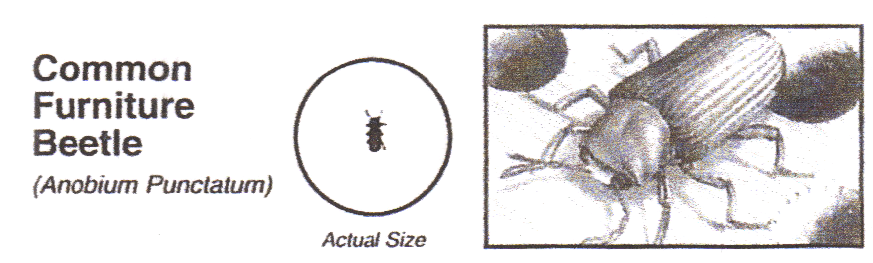 Common
Furniture
Beetle
(Anobium Punctatum)
Actual Size